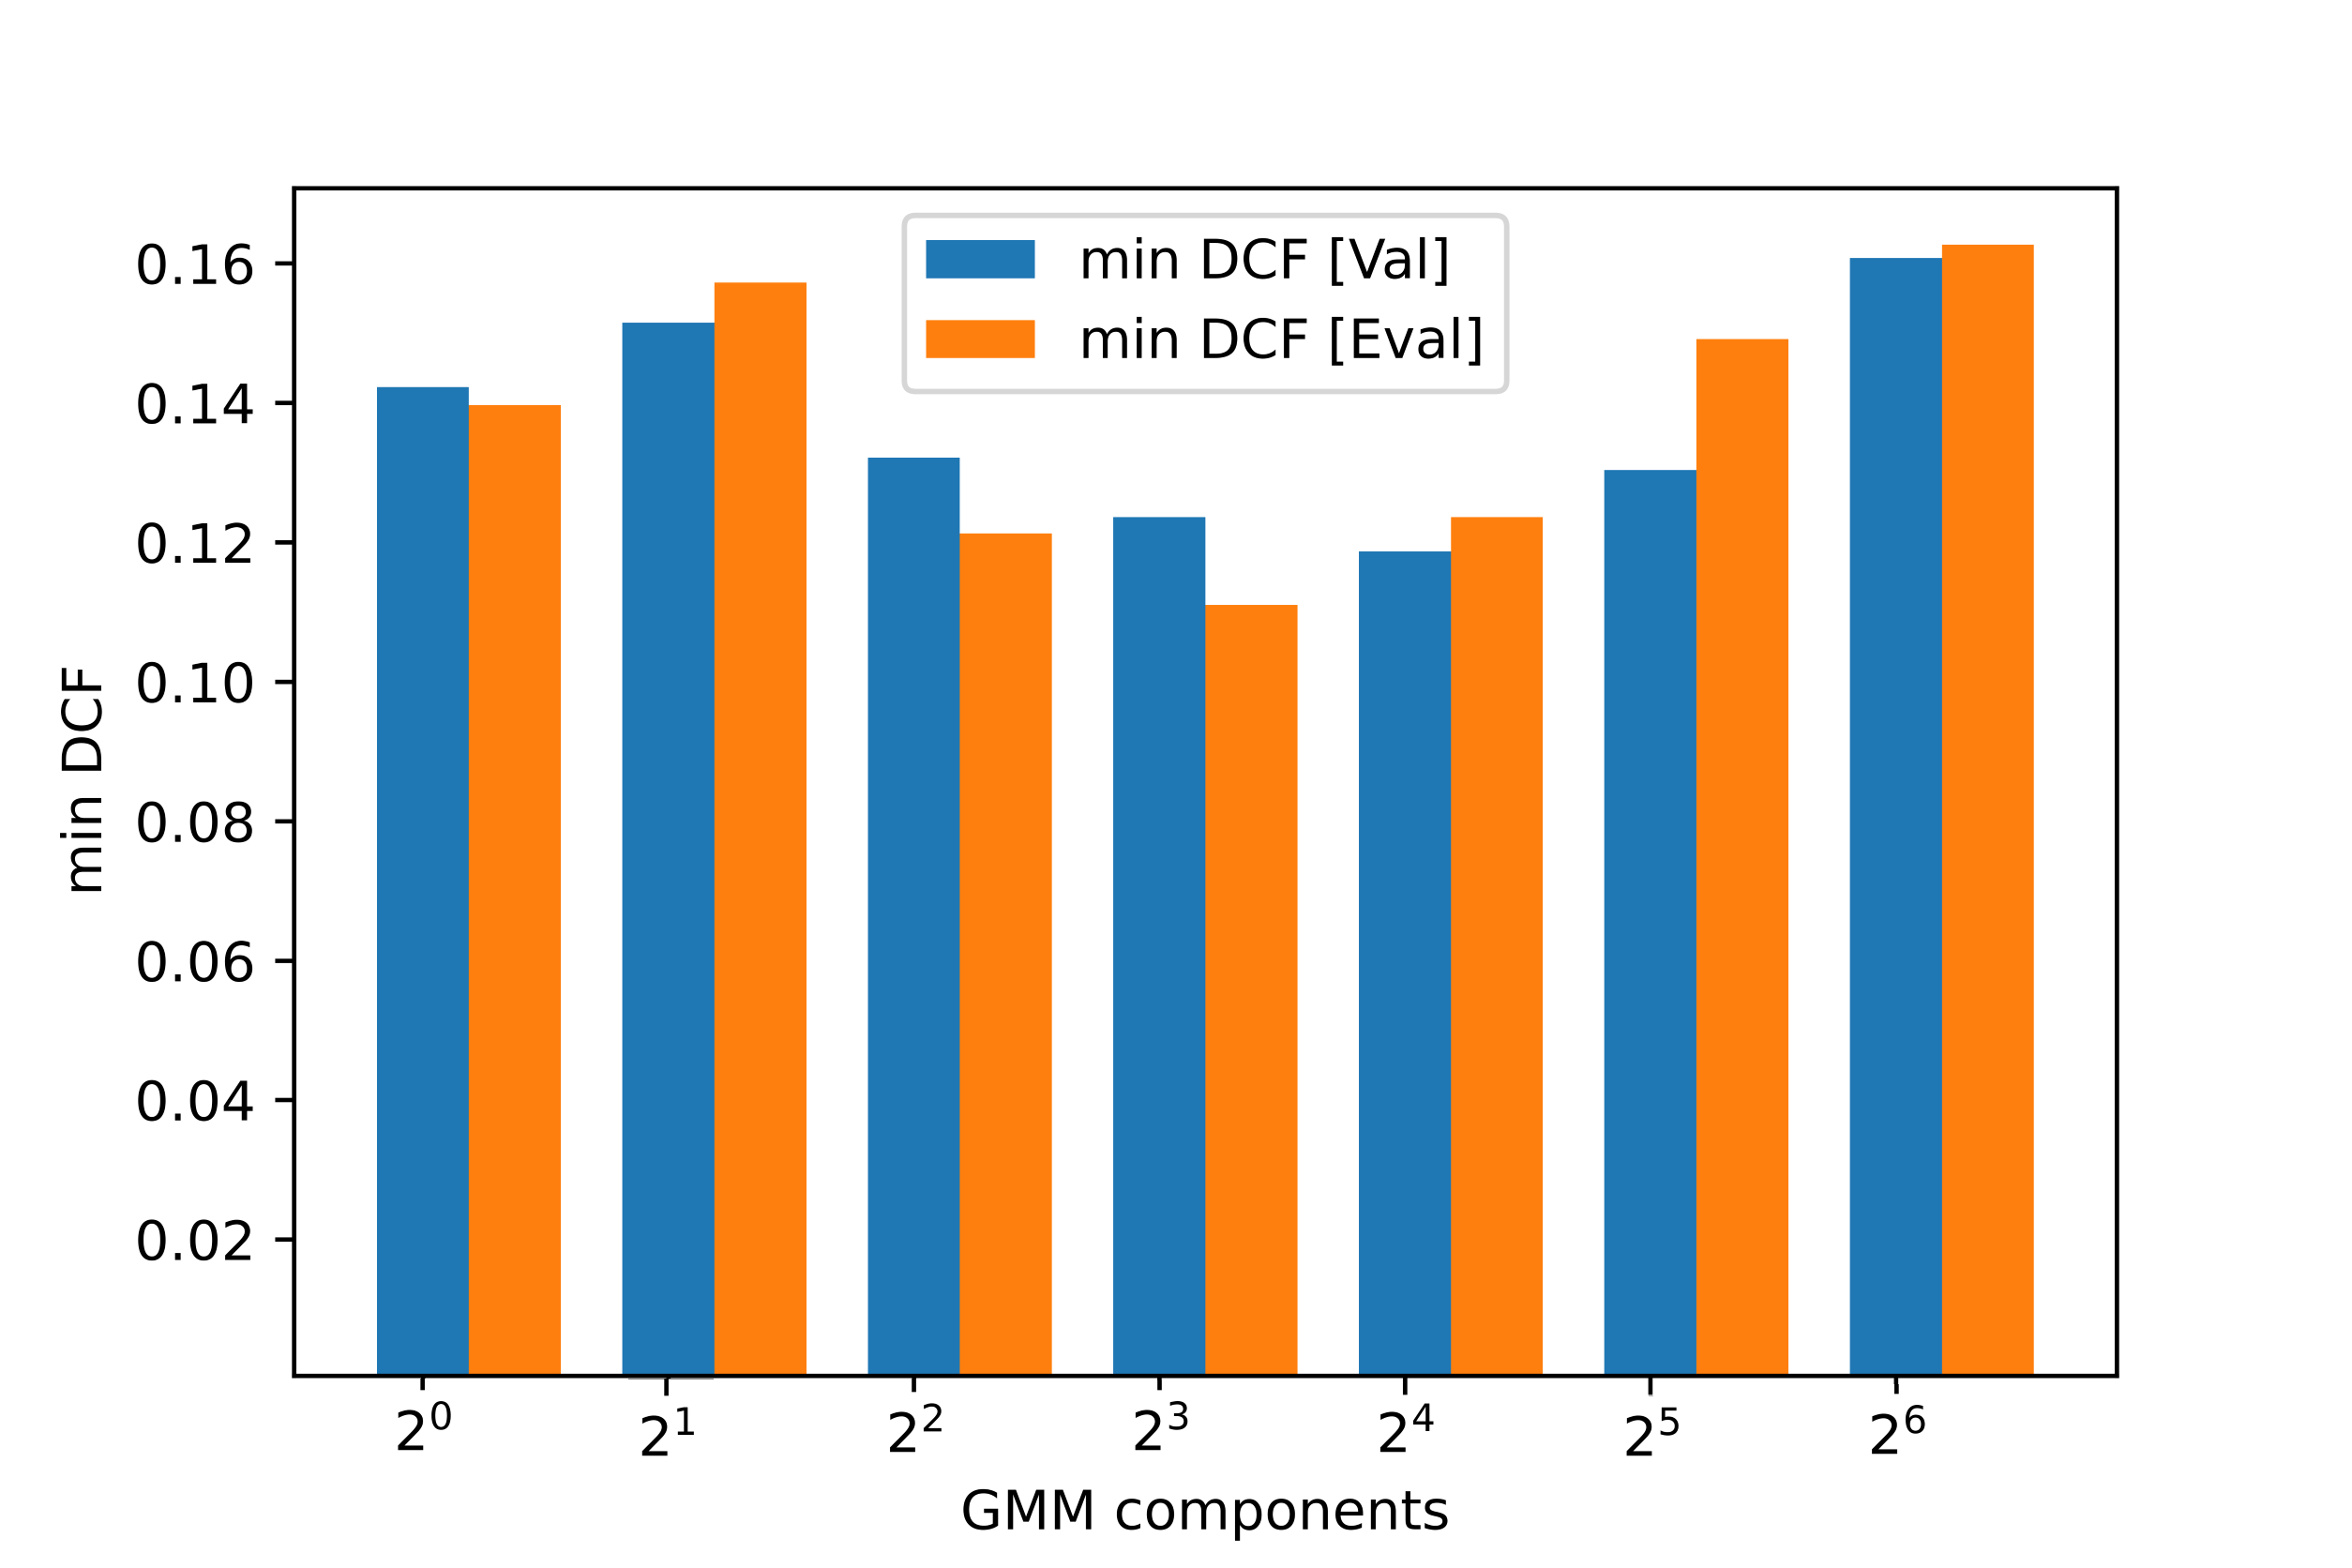 min DCF [Val]
min DCF [Eval]
0.16
0.14
0.12
0.10
0.08
0.06
0.04
0.02
min DCF
2⁰ 2¹ 2² 2³ 2⁴ 2⁵ 2⁶
GMM components